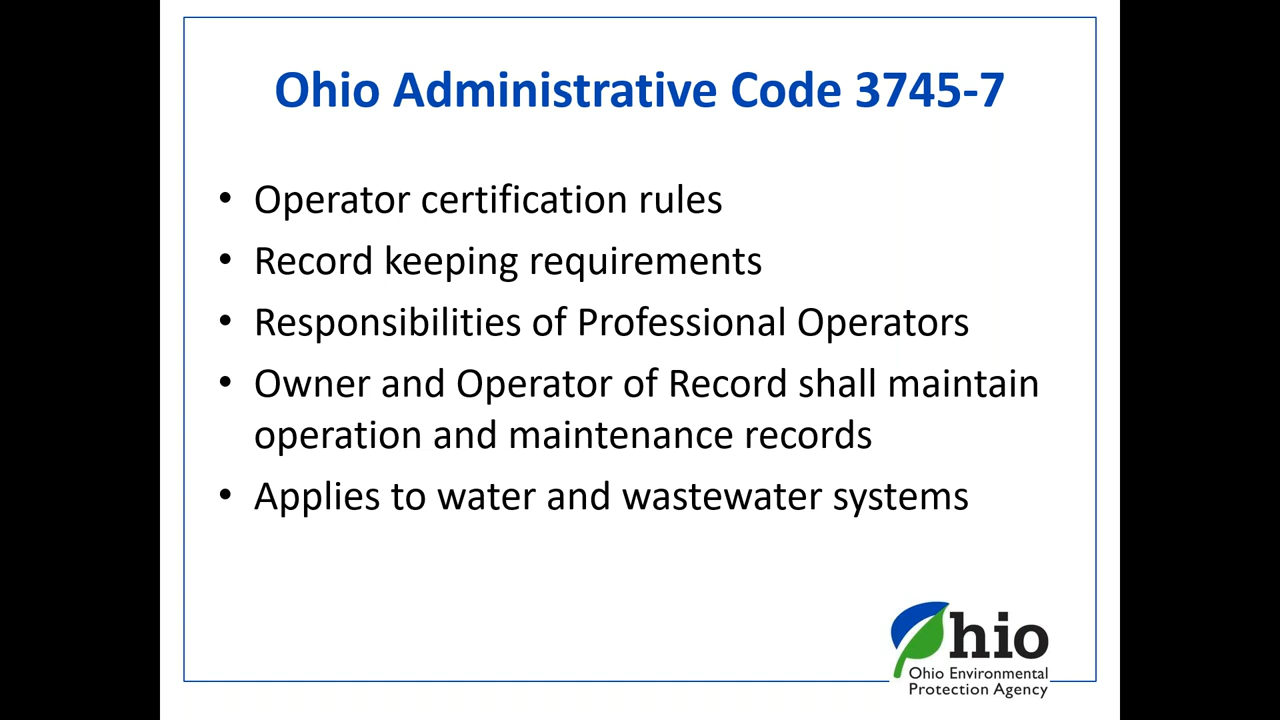 Ohio Administrative Code 3745-7
• Operator certification rules
• Record keeping requirements
• Responsibilities of Professional Operators
• Owner and Operator of Record shall maintain
operation and maintenance records
• Applies to water and wastewater systems
Ohio
Ohio Environmental
Protection Agency